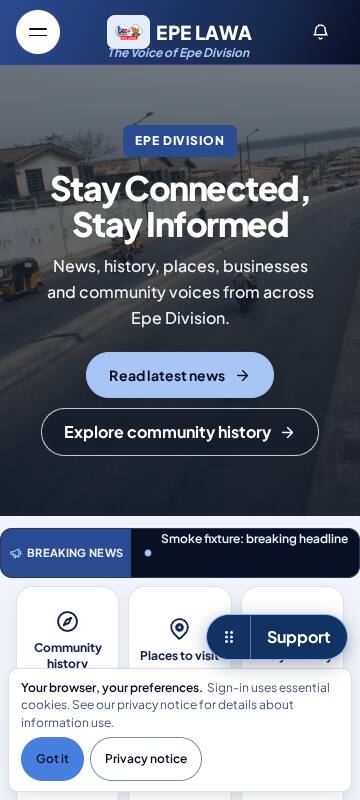 EPE LAWA
The Voice of Epe Division
EPE DIVISION
Stay Connected,
Stay Informed
News, history, places, businesses
and community voices from across
Epe Division.
Read latest news
Explore community history
BREAKING NEWS
Smoke fixture: breaking headline
Community
history
Places to visit
Support
Your browser, your preferences. Sign-in uses essential
cookies. See our privacy notice for details about
information use.
Got it
Privacy notice